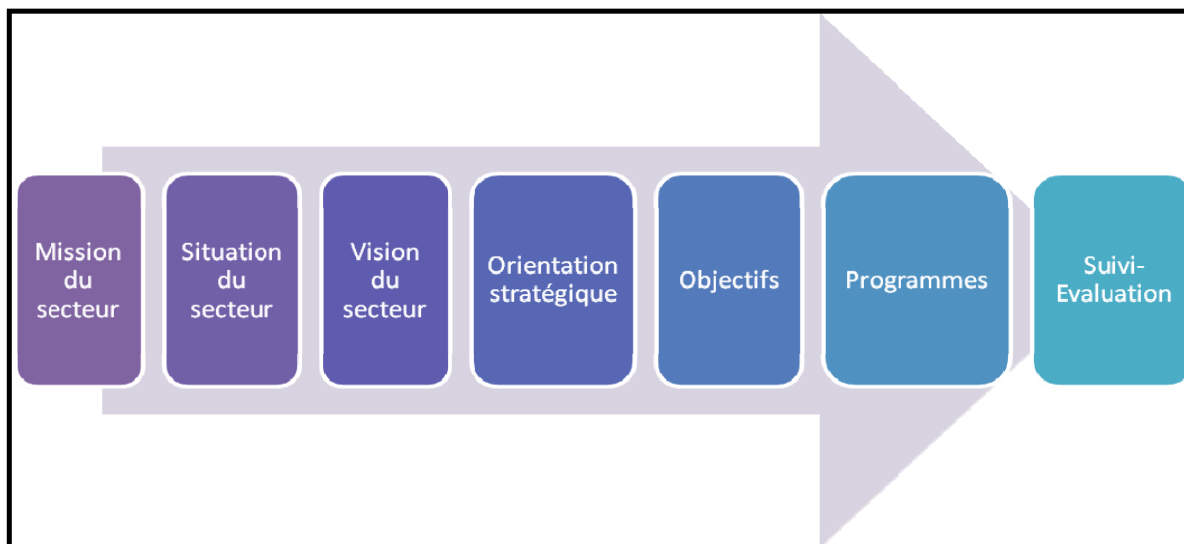 Mission
du
secteur
Situation
du
secteur
Vision
du
secteur
Orientation
stratégique
Objectifs
Programmes
Suivi-
Evaluation